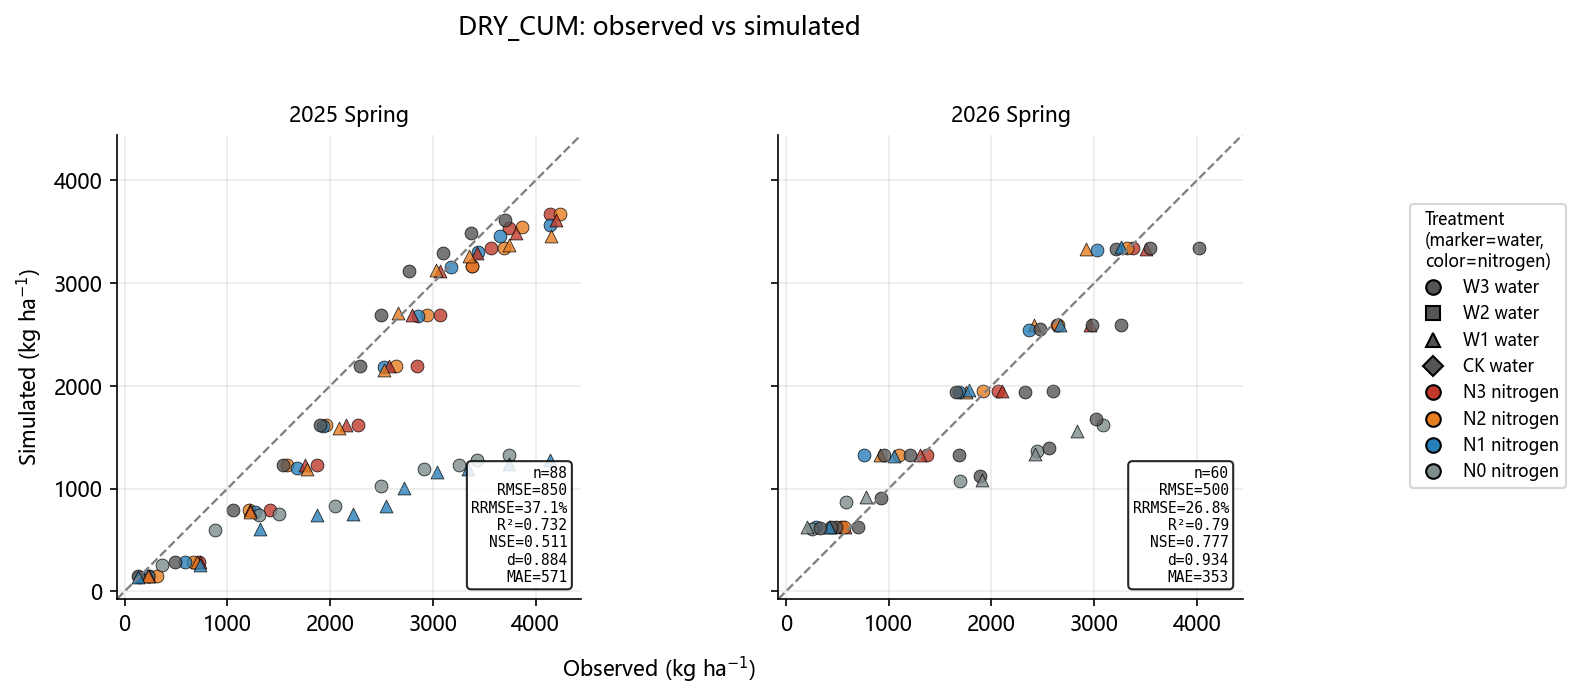 DRY_CUM: observed vs simulated
2025 Spring
2026 Spring
Simulated (kg ha⁻¹)
4000
3000
2000
1000
0
0 1000 2000 3000 4000
0 1000 2000 3000 4000
Observed (kg ha⁻¹)
n=88
RMSE=850
RRMSE=37.1%
R²=0.732
NSE=0.511
d=0.884
MAE=571
n=60
RMSE=500
RRMSE=26.8%
R²=0.79
NSE=0.777
d=0.934
MAE=353
Treatment
(marker=water,
color=nitrogen)
W3 water
W2 water
W1 water
CK water
N3 nitrogen
N2 nitrogen
N1 nitrogen
N0 nitrogen